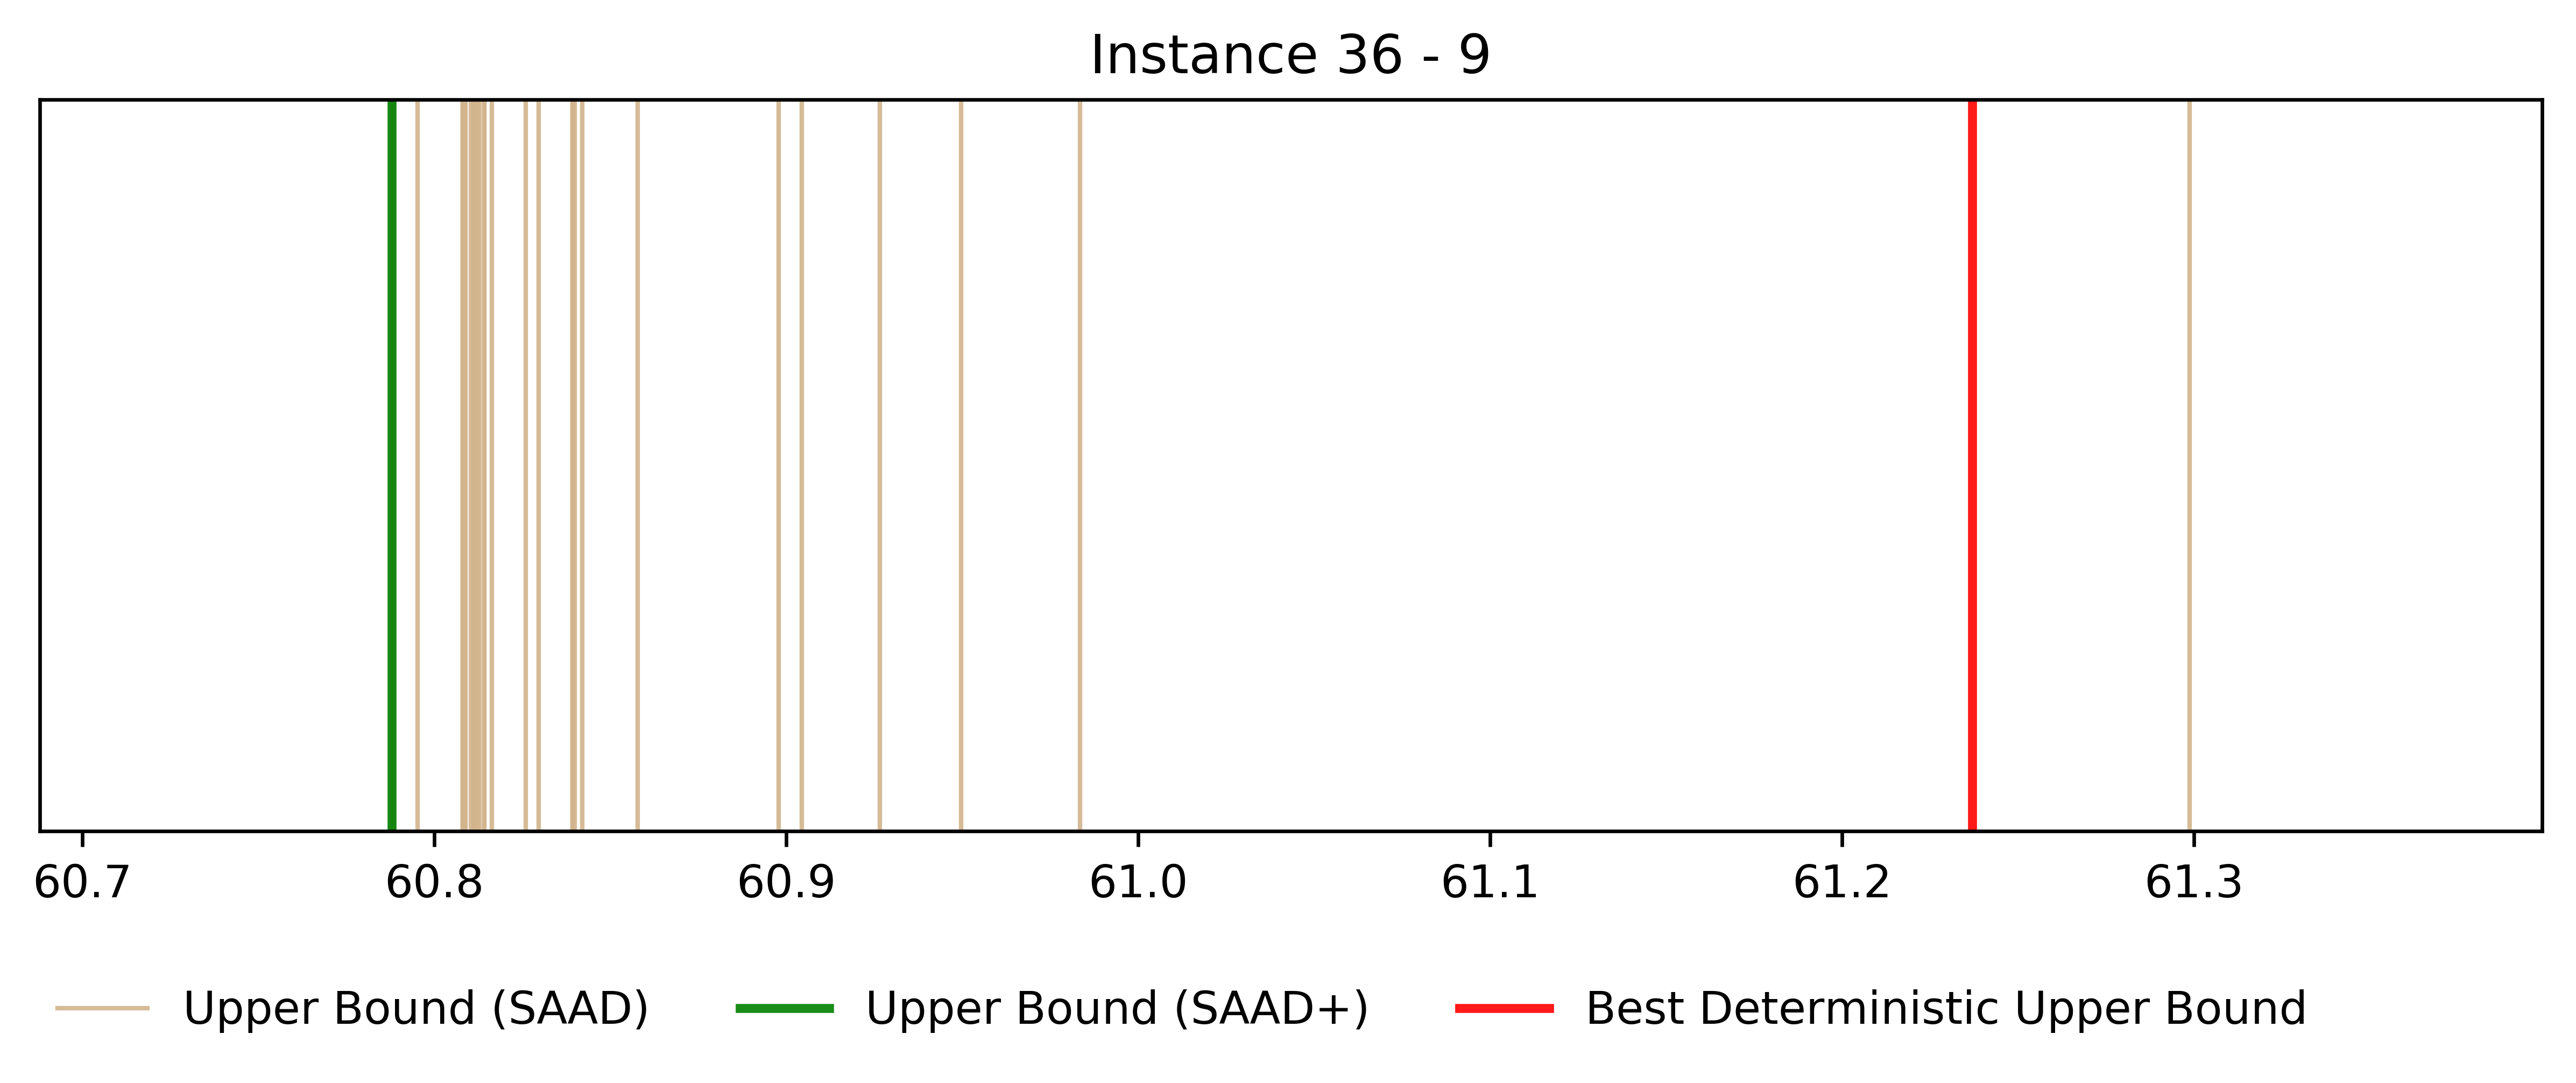 Instance 36 - 9
60.7 60.8 60.9 61.0 61.1 61.2 61.3
Upper Bound (SAAD) Upper Bound (SAAD+) Best Deterministic Upper Bound